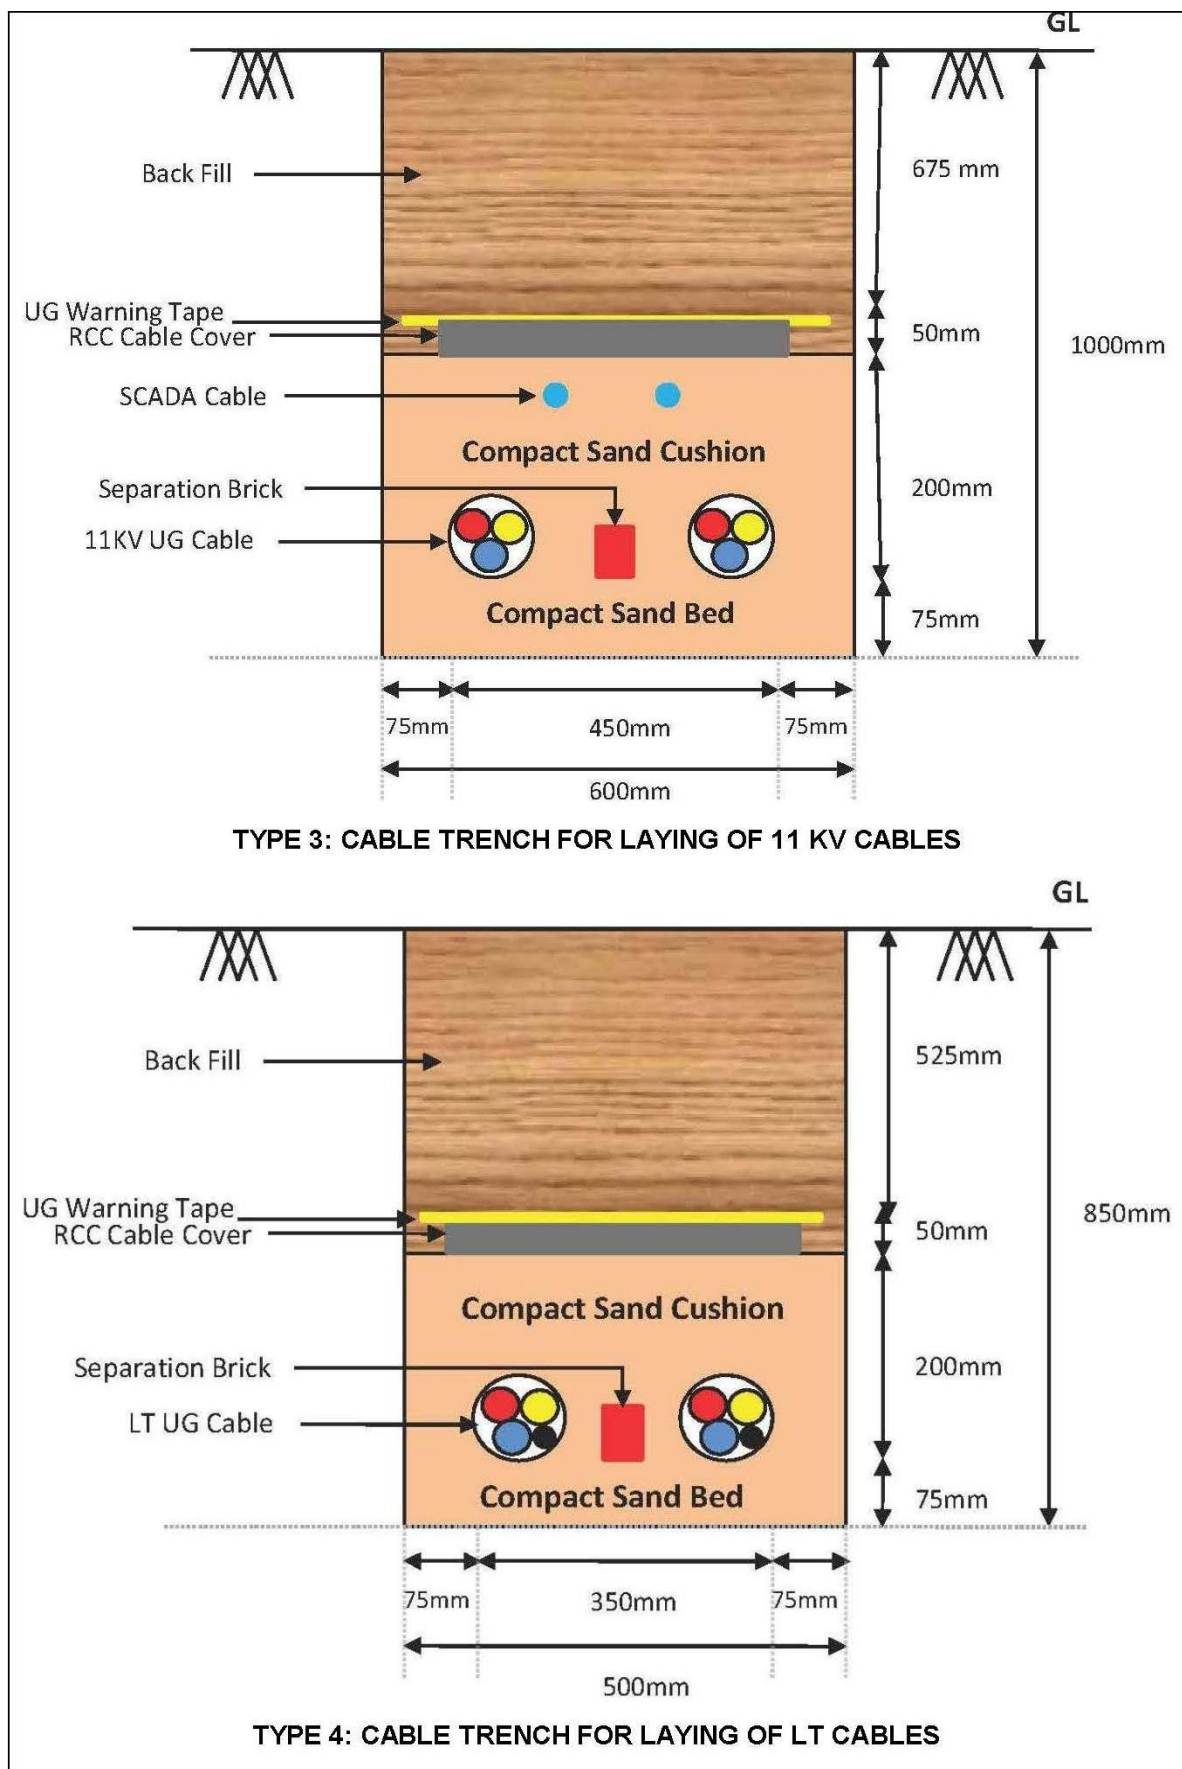 GL
Back Fill
675 mm
UG Warning Tape
RCC Cable Cover
50mm
1000mm
SCADA Cable
Compact Sand Cushion
Separation Brick
200mm
11KV UG Cable
Compact Sand Bed
75mm
75mm 450mm 75mm
600mm
TYPE 3: CABLE TRENCH FOR LAYING OF 11 KV CABLES
GL
Back Fill
525mm
UG Warning Tape
RCC Cable Cover
50mm
850mm
Compact Sand Cushion
Separation Brick
200mm
LT UG Cable
Compact Sand Bed
75mm
75mm 350mm 75mm
500mm
TYPE 4: CABLE TRENCH FOR LAYING OF LT CABLES